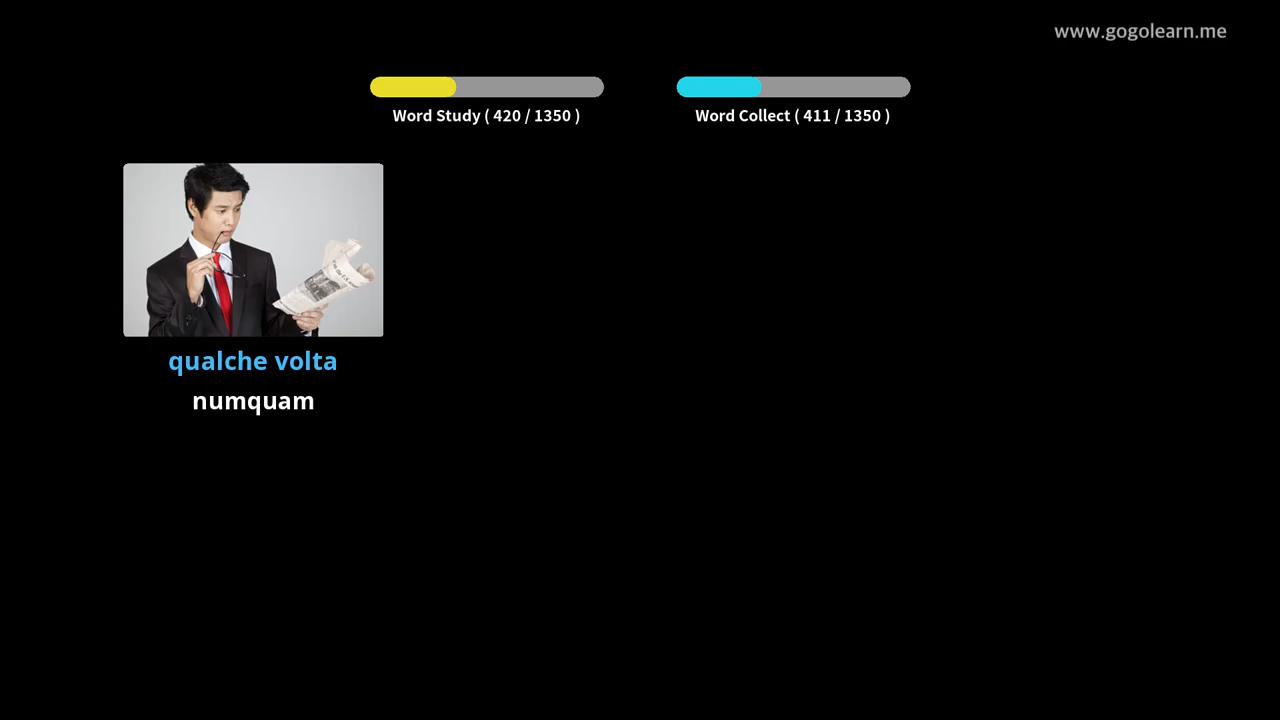 www.gogolearn.me
Word Study ( 420 / 1350 )
Word Collect ( 411 / 1350 )
qualche volta
numquam